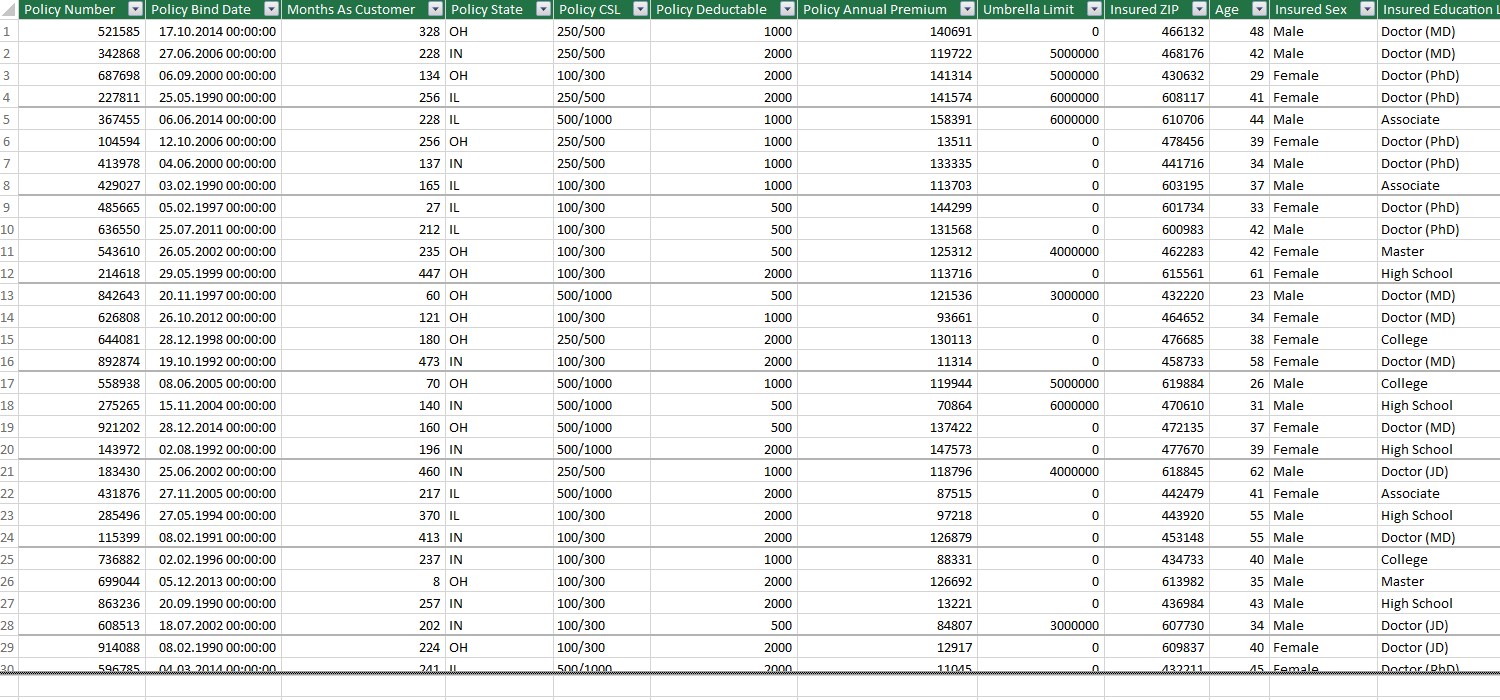 Policy Number Policy Bind Date Months As Customer Policy State Policy CSL Policy Deductable Policy Annual Premium Umbrella Limit Insured ZIP Age Insured Sex Insured Education L
1 521585 17.10.2014 00:00:00 328 OH 250/500 1000 140691 0 466132 48 Male Doctor (MD)
2 342868 27.06.2006 00:00:00 228 IN 250/500 2000 119722 5000000 468176 42 Male Doctor (MD)
3 687698 06.09.2000 00:00:00 134 OH 100/300 2000 141314 5000000 430632 29 Female Doctor (PhD)
4 227811 25.05.1990 00:00:00 256 IL 250/500 2000 141574 6000000 608117 41 Female Doctor (PhD)
5 367455 06.06.2014 00:00:00 228 IL 500/1000 1000 158391 6000000 610706 44 Male Associate
6 104594 12.10.2006 00:00:00 256 OH 250/500 1000 13511 0 478456 39 Female Doctor (PhD)
7 413978 04.06.2000 00:00:00 137 IN 250/500 1000 133335 0 441716 34 Male Doctor (PhD)
8 429027 03.02.1990 00:00:00 165 IL 100/300 1000 113703 0 603195 37 Male Associate
9 485665 05.02.1997 00:00:00 27 IL 100/300 500 144299 0 601734 33 Female Doctor (PhD)
10 636550 25.07.2011 00:00:00 212 IL 100/300 500 131568 0 600983 42 Male Doctor (PhD)
11 543610 26.05.2002 00:00:00 235 OH 100/300 500 125312 4000000 462283 42 Female Master
12 214618 29.05.1999 00:00:00 447 OH 100/300 2000 113716 0 615561 61 Female High School
13 842643 20.11.1997 00:00:00 60 OH 500/1000 500 121536 3000000 432220 23 Male Doctor (MD)
14 626808 26.10.2012 00:00:00 121 OH 100/300 1000 93661 0 464652 34 Female Doctor (MD)
15 644081 28.12.1998 00:00:00 180 OH 250/500 2000 130113 0 476685 38 Female College
16 892874 19.10.1992 00:00:00 473 IN 100/300 2000 11314 0 458733 58 Female Doctor (MD)
17 558938 08.06.2005 00:00:00 70 OH 500/1000 1000 119944 5000000 619884 26 Male College
18 275265 15.11.2004 00:00:00 140 IN 500/1000 500 70864 6000000 470610 31 Male High School
19 921202 28.12.2014 00:00:00 160 OH 500/1000 500 137422 0 472135 37 Female Doctor (MD)
20 143972 02.08.1992 00:00:00 196 IN 500/1000 2000 147573 0 477670 39 Female High School
21 183430 25.06.2002 00:00:00 460 IN 250/500 1000 118796 4000000 618845 62 Male Doctor (JD)
22 431876 27.11.2005 00:00:00 217 IL 500/1000 2000 87515 0 442479 41 Female Associate
23 285496 27.05.1994 00:00:00 370 IL 100/300 2000 97218 0 443920 55 Male High School
24 115399 08.02.1991 00:00:00 413 IN 100/300 2000 126879 0 453148 55 Male Doctor (MD)
25 736882 02.02.1996 00:00:00 237 IN 100/300 1000 88331 0 434733 40 Male College
26 699044 05.12.2013 00:00:00 8 OH 100/300 2000 126692 0 613982 35 Male Master
27 863236 20.09.1990 00:00:00 257 IN 100/300 2000 13221 0 436984 43 Male High School
28 608513 18.07.2002 00:00:00 202 IN 100/300 500 84807 3000000 607730 34 Male Doctor (JD)
29 914088 08.02.1990 00:00:00 224 OH 100/300 2000 12917 0 609837 40 Female Doctor (JD)
30 596785 04.03.2014 00:00:00 241 IL 500/1000 2000 11045 0 432211 45 Female Doctor (PhD)